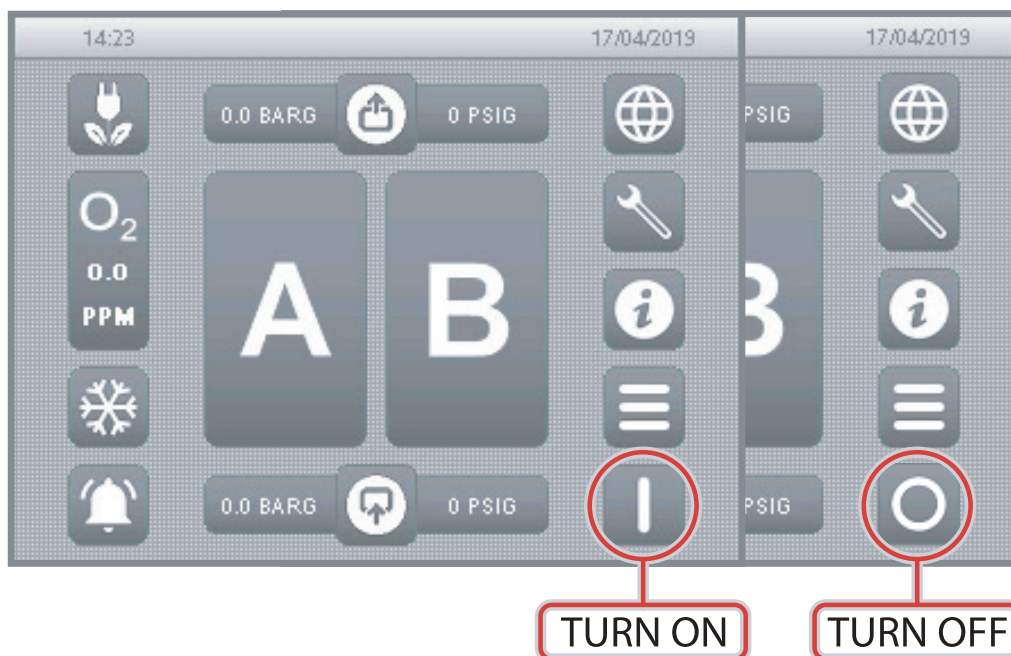 14:23 17/04/2019 17/04/2019
0.0 BARG 0 PSIG PSIG
O2
0.0
PPM
A B B
i i
0.0 BARG 0 PSIG PSIG
TURN ON TURN OFF